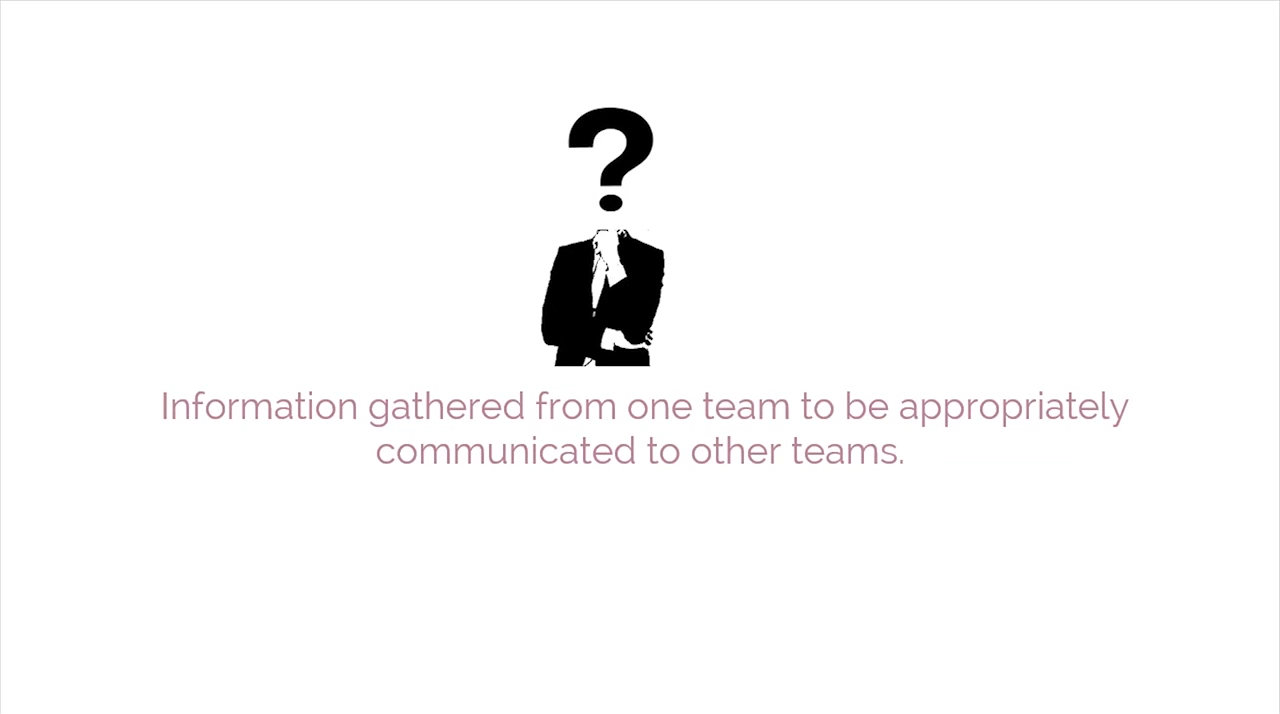 ?
Information gathered from one team to be appropriately
communicated to other teams.